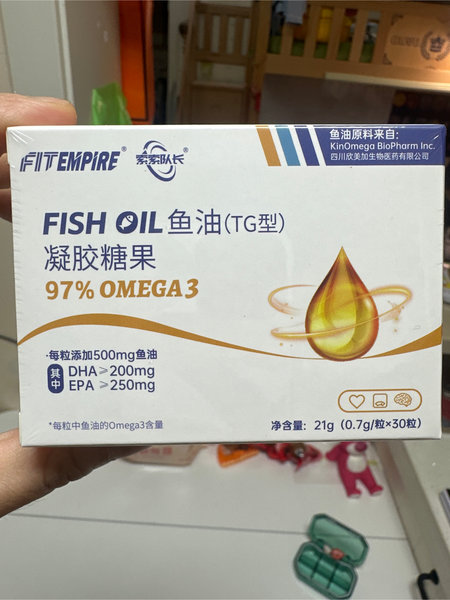 FITEMPIRE®
索索队长®
鱼油原料来自:
KinOmega BioPharm Inc.
四川欣美加生物医药有限公司
FISH OIL 鱼油(TG型)
凝胶糖果
97% OMEGA3
·每粒添加500mg鱼油
其中
DHA≥200mg
EPA ≥250mg
*每粒中鱼油的Omega3含量
净含量: 21g (0.7g/粒×30粒)